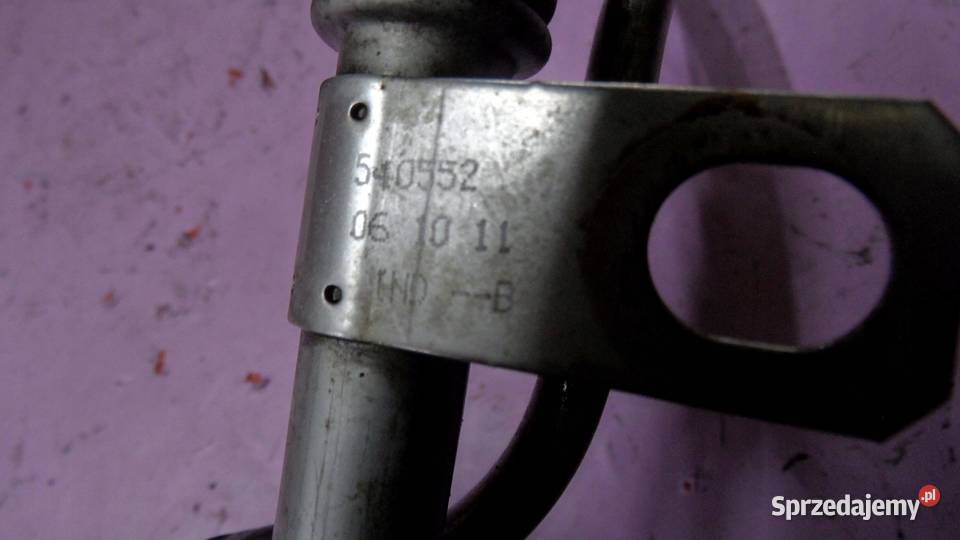 540552
06 10 11
IND --B
Sprzedajemy.pl